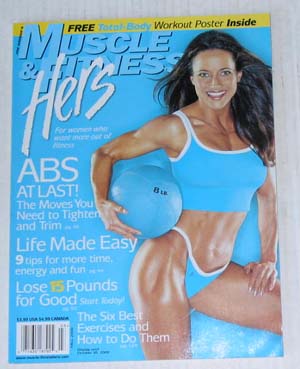 FREE Total-Body Workout Poster Inside
MUSCLE
& FITNESS
Hers
For women who
want more out of
fitness
ABS
AT LAST!
The Moves You
Need to Tighten
and Trim
8 LB.
Life Made Easy
9 tips for more time,
energy and fun
Lose 15 Pounds
for Good Start Today!
$3.99 USA $4.99 CANADA
The Six Best
Exercises and
How to Do Them